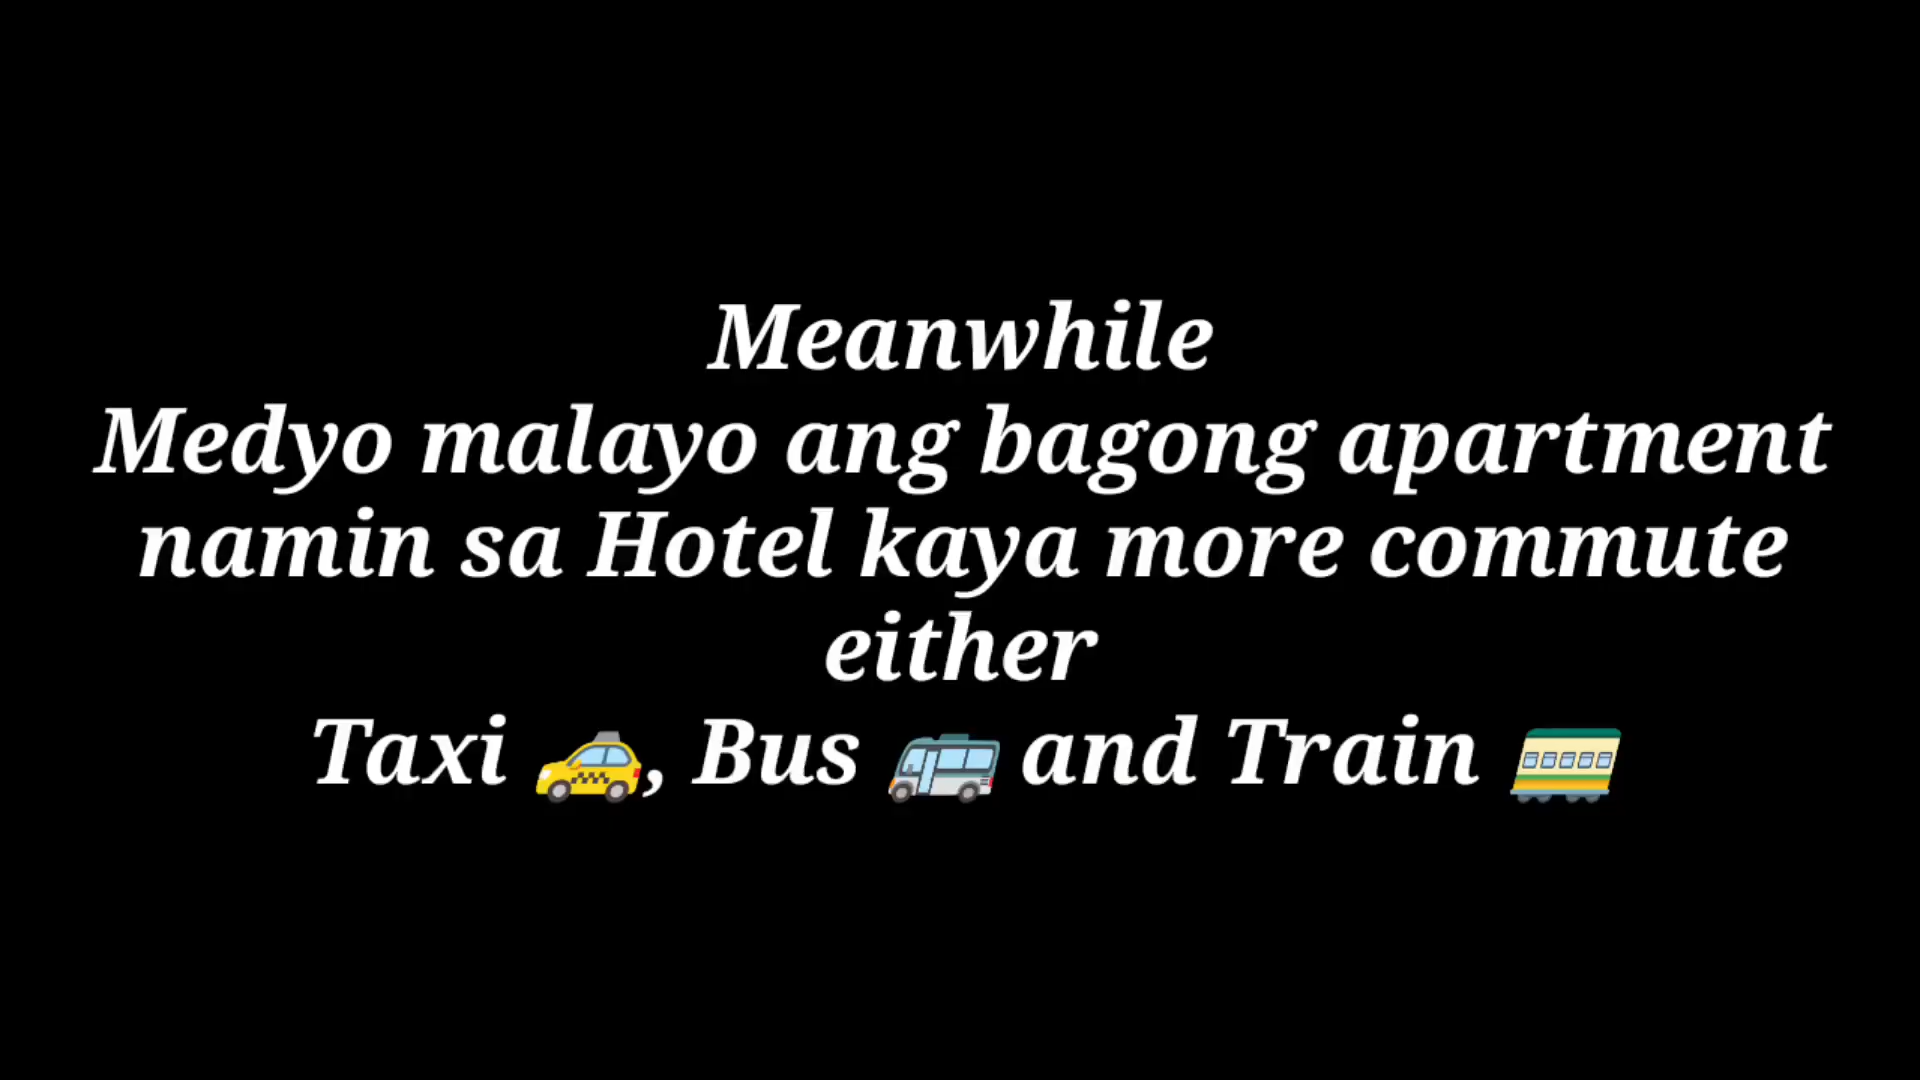 Meanwhile
Medyo malayo ang bagong apartment
namin sa Hotel kaya more commute
either
Taxi 🚕, Bus 🚌 and Train 🚃